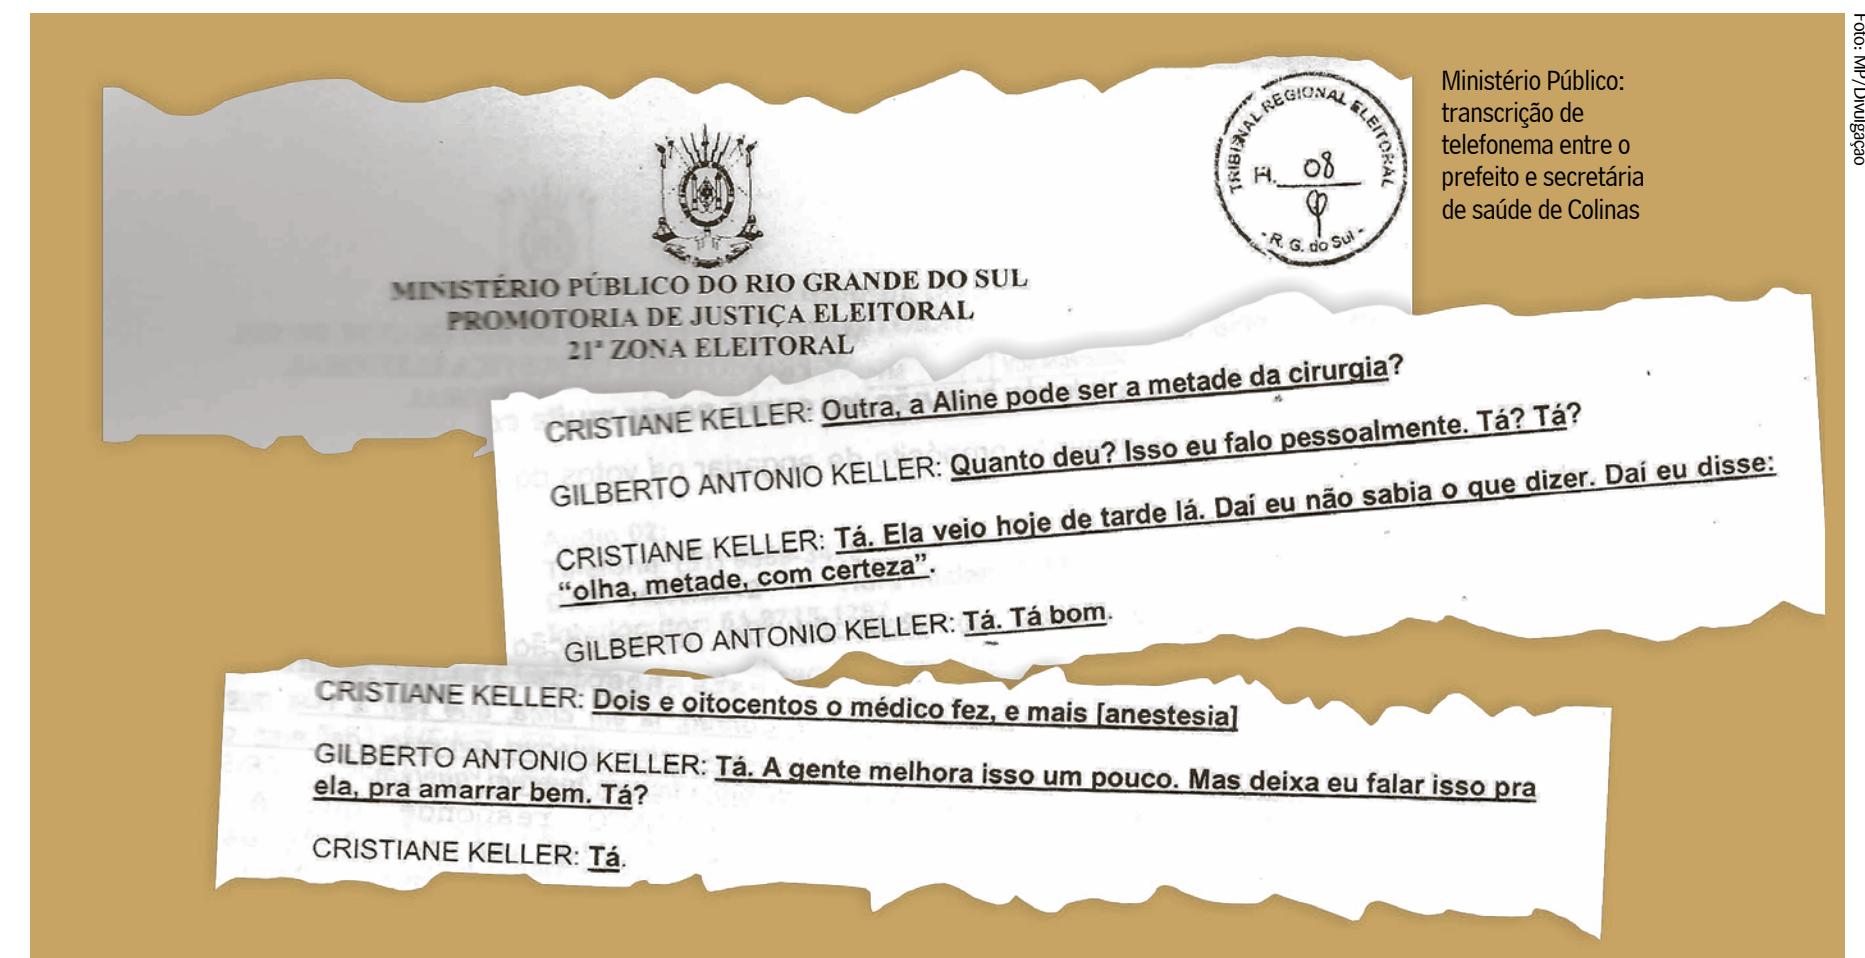 Foto: MP/Divulgação
Ministério Público:
transcrição de
telefonema entre o
prefeito e secretária
de saúde de Colinas
TRIBUNAL REGIONAL ELEITORAL
Fl. 08
- R. G. do Sul -
MINISTÉRIO PÚBLICO DO RIO GRANDE DO SUL
PROMOTORIA DE JUSTIÇA ELEITORAL
21ª ZONA ELEITORAL
CRISTIANE KELLER: Outra, a Aline pode ser a metade da cirurgia?
GILBERTO ANTONIO KELLER: Quanto deu? Isso eu falo pessoalmente. Tá? Tá?
CRISTIANE KELLER: Tá. Ela veio hoje de tarde lá. Daí eu não sabia o que dizer. Daí eu disse:
“olha, metade, com certeza”.
GILBERTO ANTONIO KELLER: Tá. Tá bom.
CRISTIANE KELLER: Dois e oitocentos o médico fez, e mais [anestesia]
GILBERTO ANTONIO KELLER: Tá. A gente melhora isso um pouco. Mas deixa eu falar isso pra
ela, pra amarrar bem. Tá?
CRISTIANE KELLER: Tá.